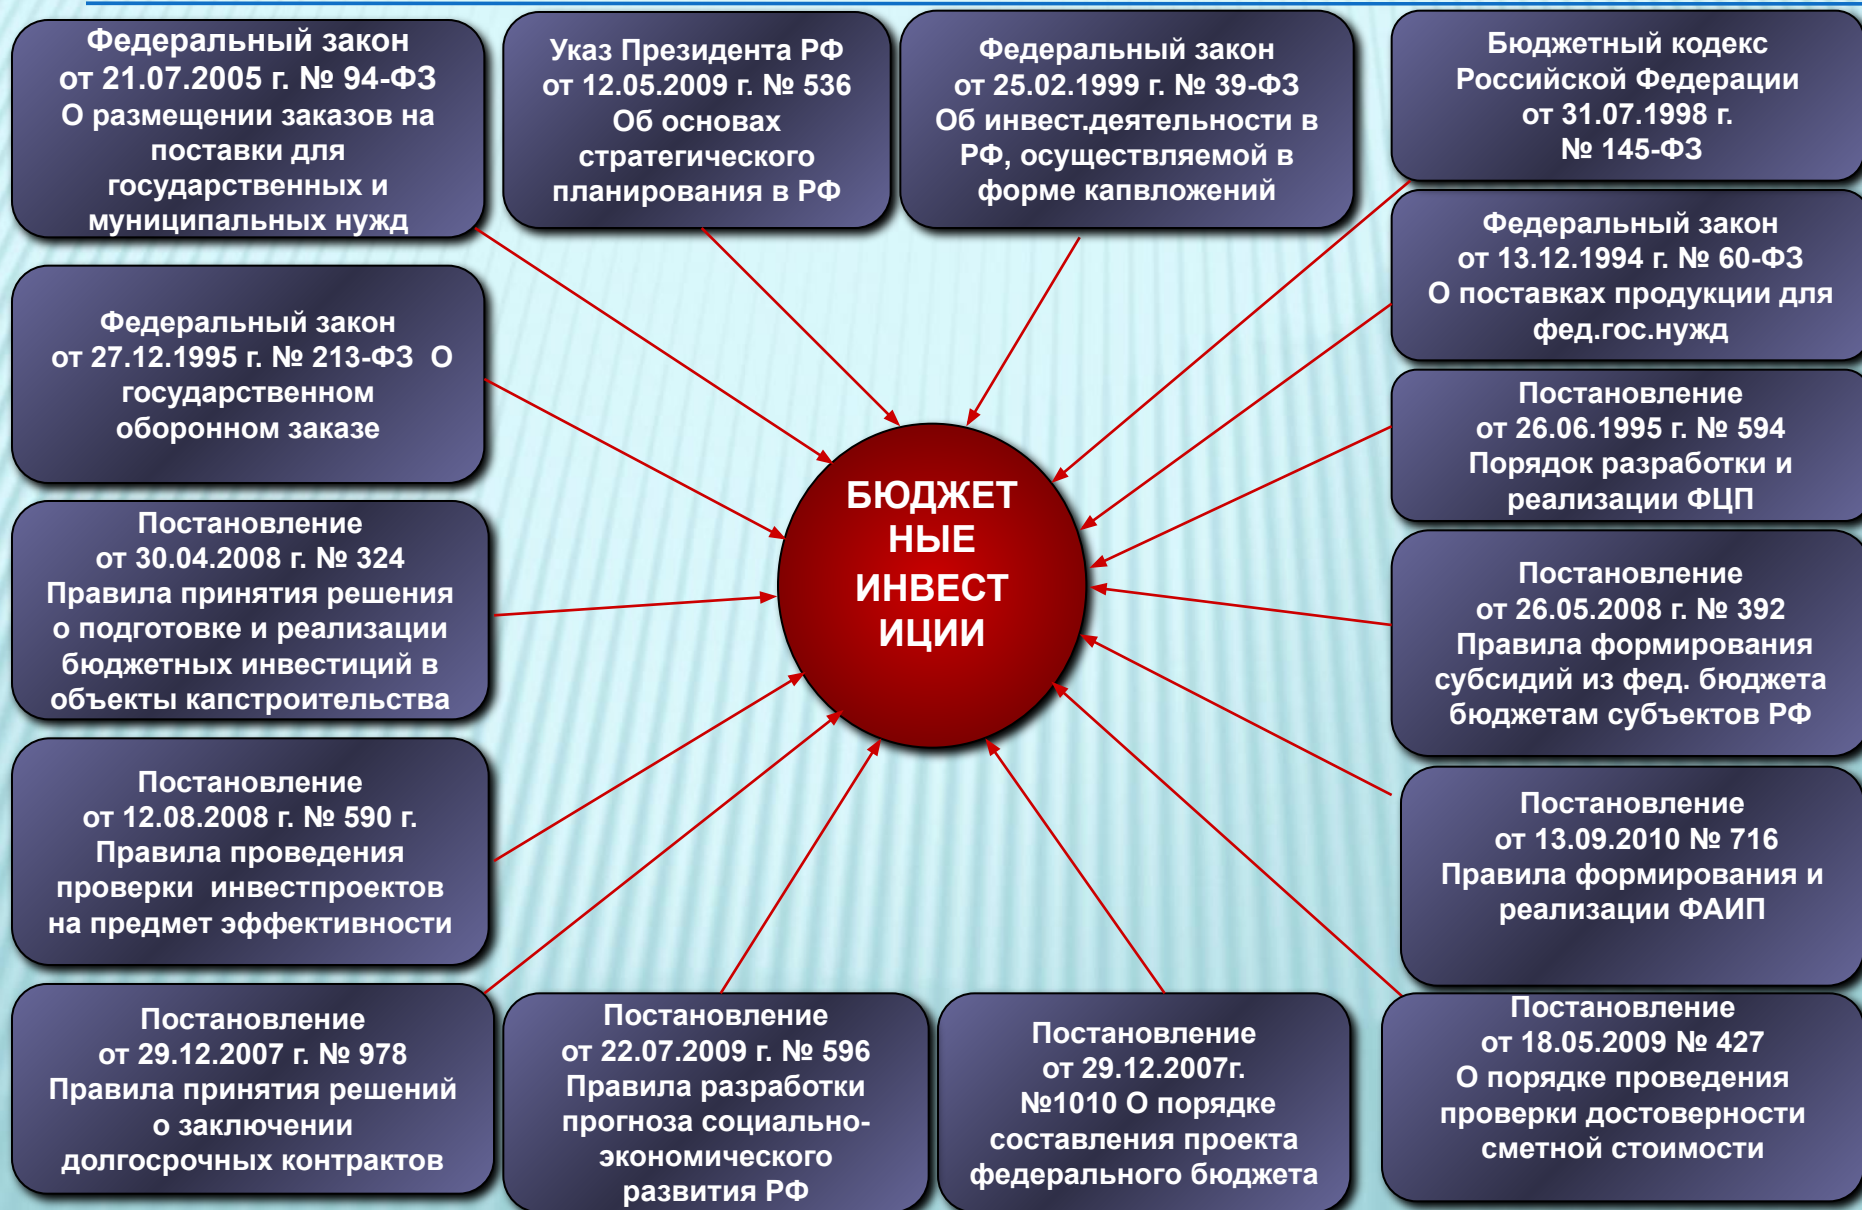 Федеральный закон
от 21.07.2005 г. № 94-ФЗ
О размещении заказов на
поставки для
государственных и
муниципальных нужд
Указ Президента РФ
от 12.05.2009 г. № 536
Об основах
стратегического
планирования в РФ
Федеральный закон
от 25.02.1999 г. № 39-ФЗ
Об инвест.деятельности в
РФ, осуществляемой в
форме капвложений
Бюджетный кодекс
Российской Федерации
от 31.07.1998 г.
№ 145-ФЗ
Федеральный закон
от 27.12.1995 г. № 213-ФЗ О
государственном
оборонном заказе
Федеральный закон
от 13.12.1994 г. № 60-ФЗ
О поставках продукции для
фед.гос.нужд
Постановление
от 26.06.1995 г. № 594
Порядок разработки и
реализации ФЦП
БЮДЖЕТ
НЫЕ
ИНВЕСТ
ИЦИИ
Постановление
от 30.04.2008 г. № 324
Правила принятия решения
о подготовке и реализации
бюджетных инвестиций в
объекты капстроительства
Постановление
от 26.05.2008 г. № 392
Правила формирования
субсидий из фед. бюджета
бюджетам субъектов РФ
Постановление
от 12.08.2008 г. № 590 г.
Правила проведения
проверки инвестпроектов
на предмет эффективности
Постановление
от 13.09.2010 № 716
Правила формирования и
реализации ФАИП
Постановление
от 29.12.2007 г. № 978
Правила принятия решений
о заключении
долгосрочных контрактов
Постановление
от 22.07.2009 г. № 596
Правила разработки
прогноза социально-
экономического
развития РФ
Постановление
от 29.12.2007г.
№1010 О порядке
составления проекта
федерального бюджета
Постановление
от 18.05.2009 № 427
О порядке проведения
проверки достоверности
сметной стоимости